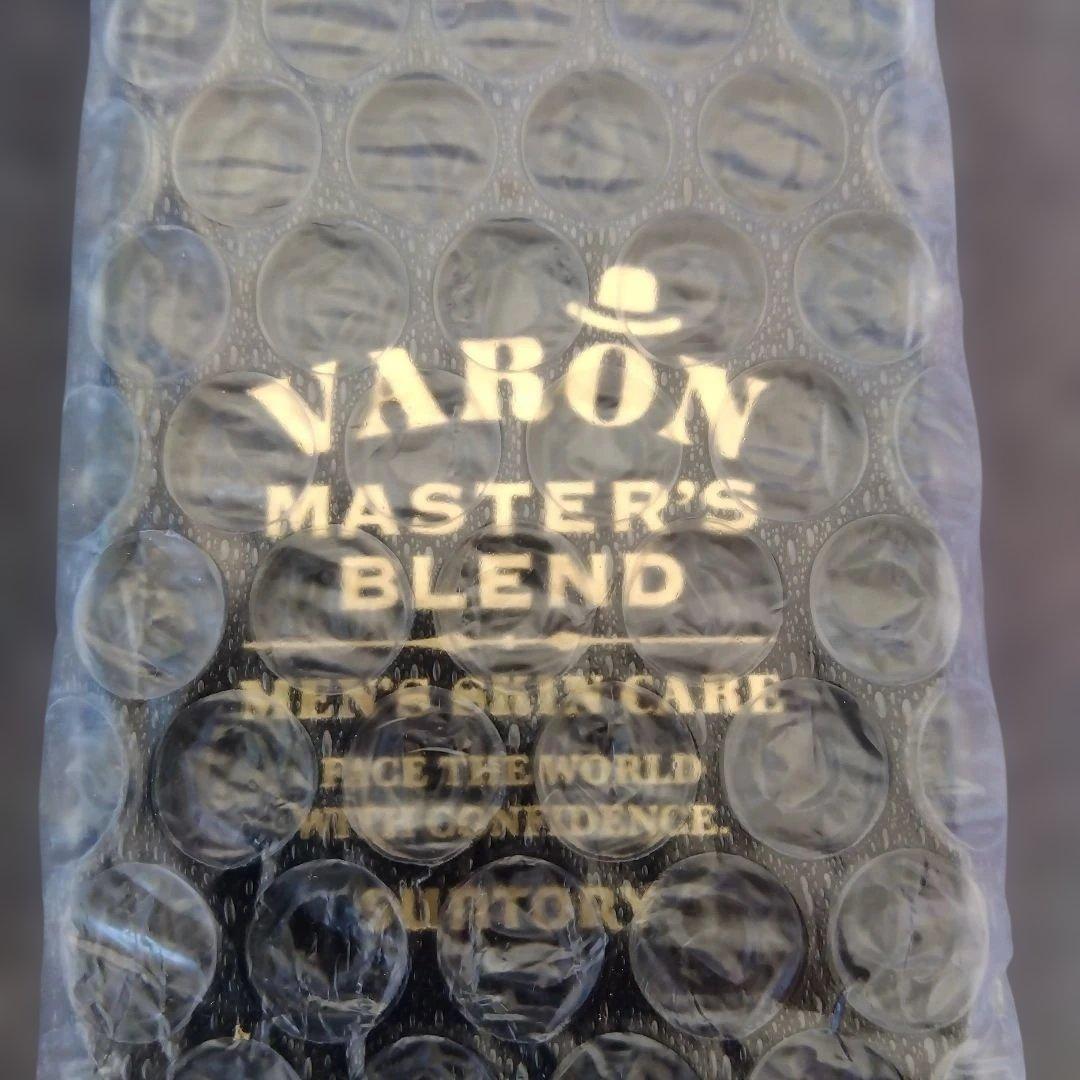 VARON
MASTER'S
BLEND
MEN'S SKIN CARE
FACE THE WORLD
WITH CONFIDENCE.
SUNTORY